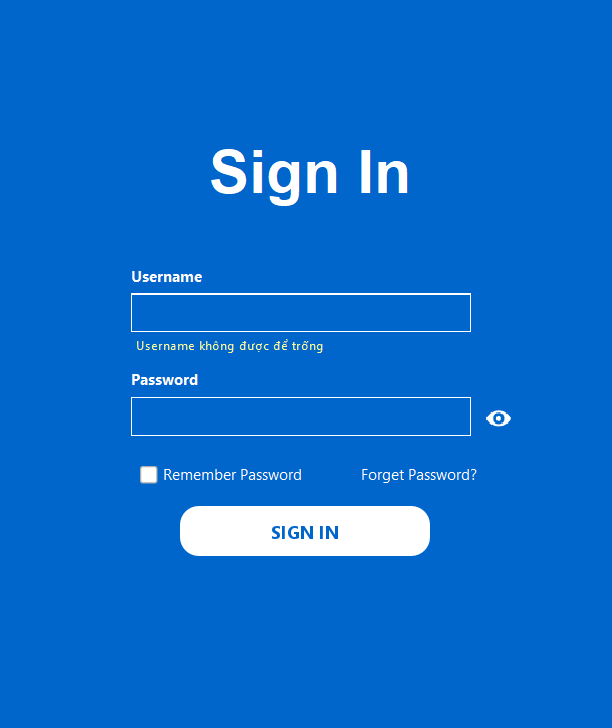 Sign In
Username
Username không được để trống
Password
Remember Password
Forget Password?
SIGN IN